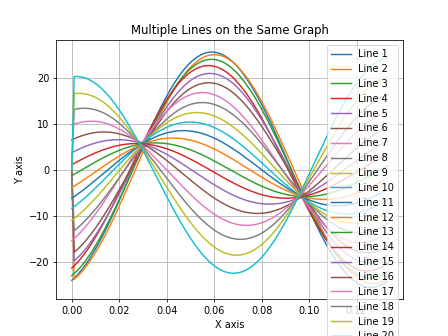 Multiple Lines on the Same Graph
Y axis
20
10
0
−10
−20
0.00
0.02
0.04
0.06
0.08
0.10
X axis
Line 1
Line 2
Line 3
Line 4
Line 5
Line 6
Line 7
Line 8
Line 9
Line 10
Line 11
Line 12
Line 13
Line 14
Line 15
Line 16
Line 17
Line 18
Line 19
Line 20